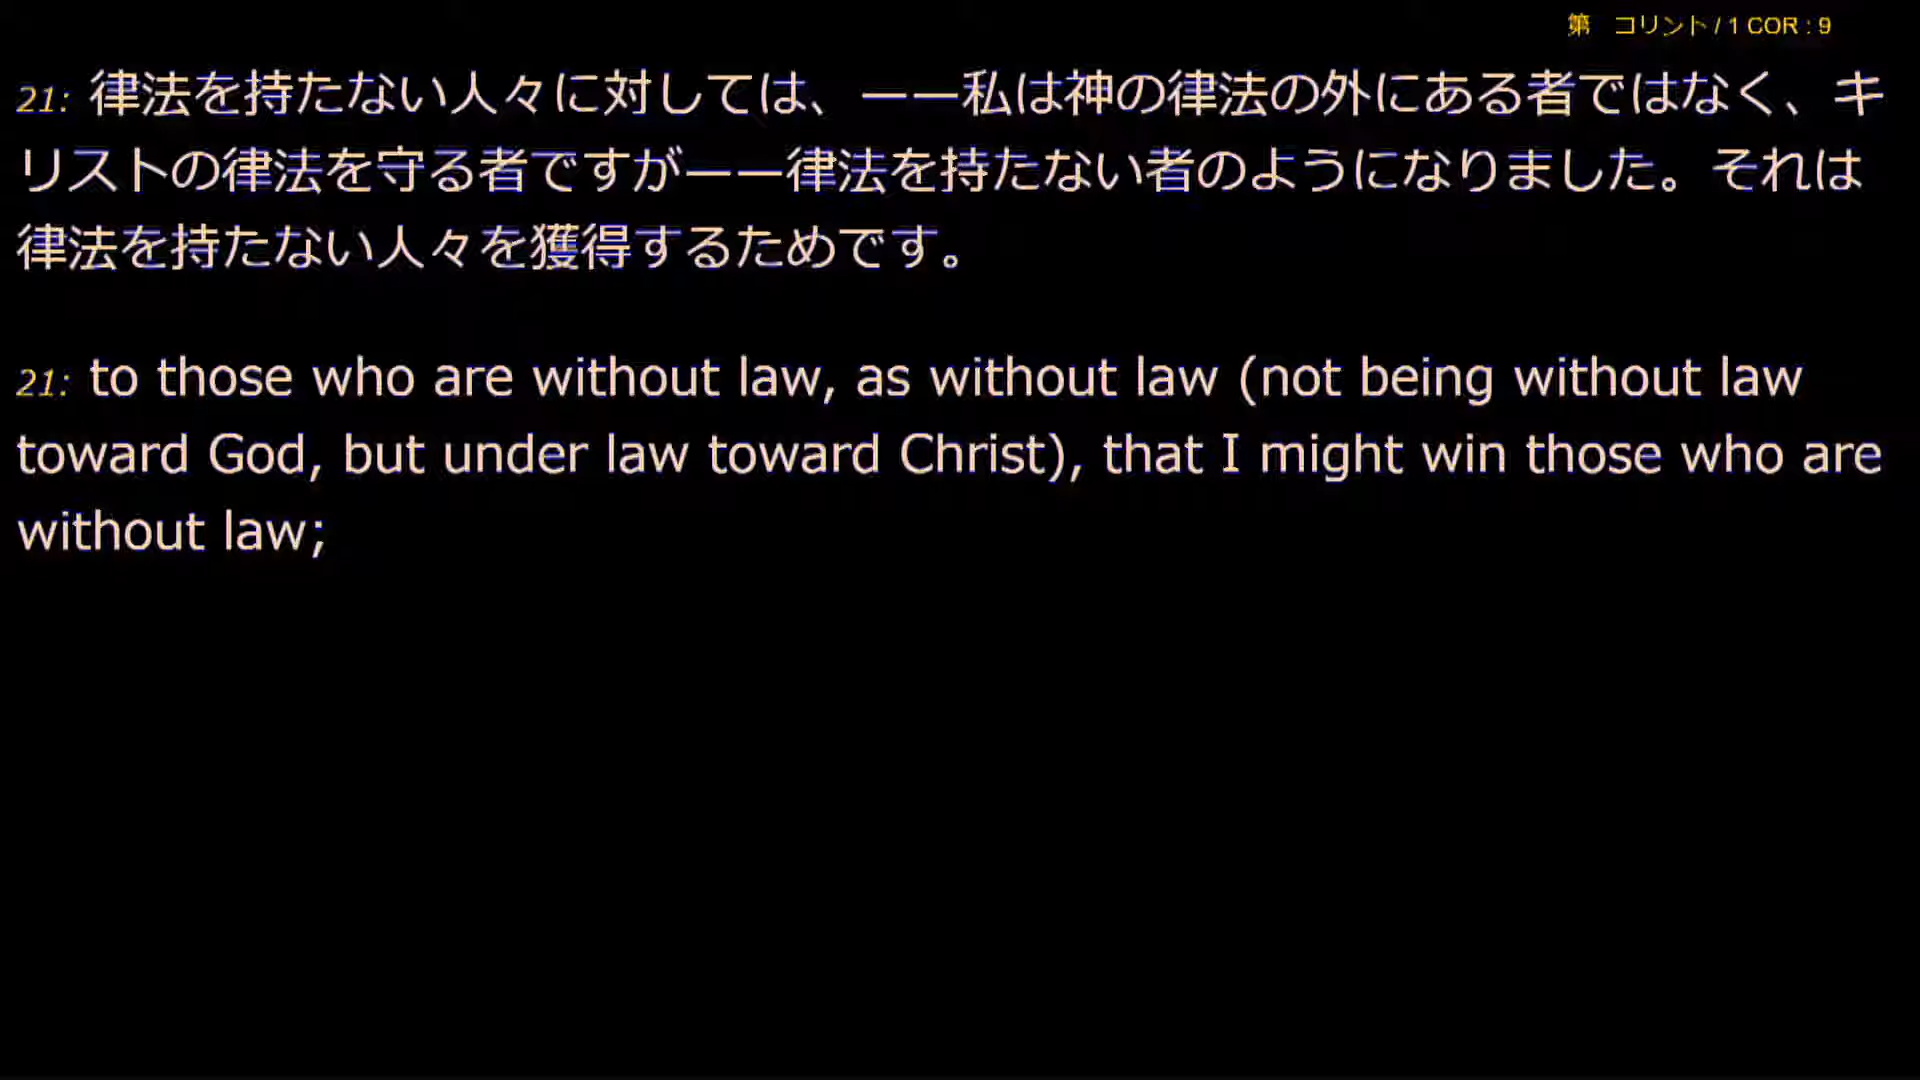 第　コリント / 1 COR : 9
21: 律法を持たない人々に対しては、——私は神の律法の外にある者ではなく、キ
リストの律法を守る者ですが——律法を持たない者のようになりました。それは
律法を持たない人々を獲得するためです。
21: to those who are without law, as without law (not being without law
toward God, but under law toward Christ), that I might win those who are
without law;